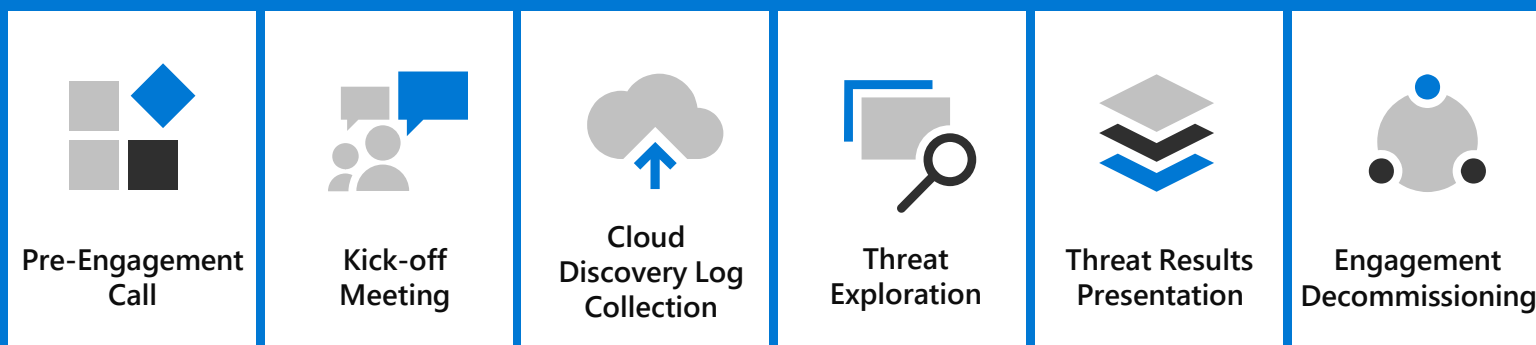 Pre-Engagement
Call
Kick-off
Meeting
Cloud
Discovery Log
Collection
Threat
Exploration
Threat Results
Presentation
Engagement
Decommissioning